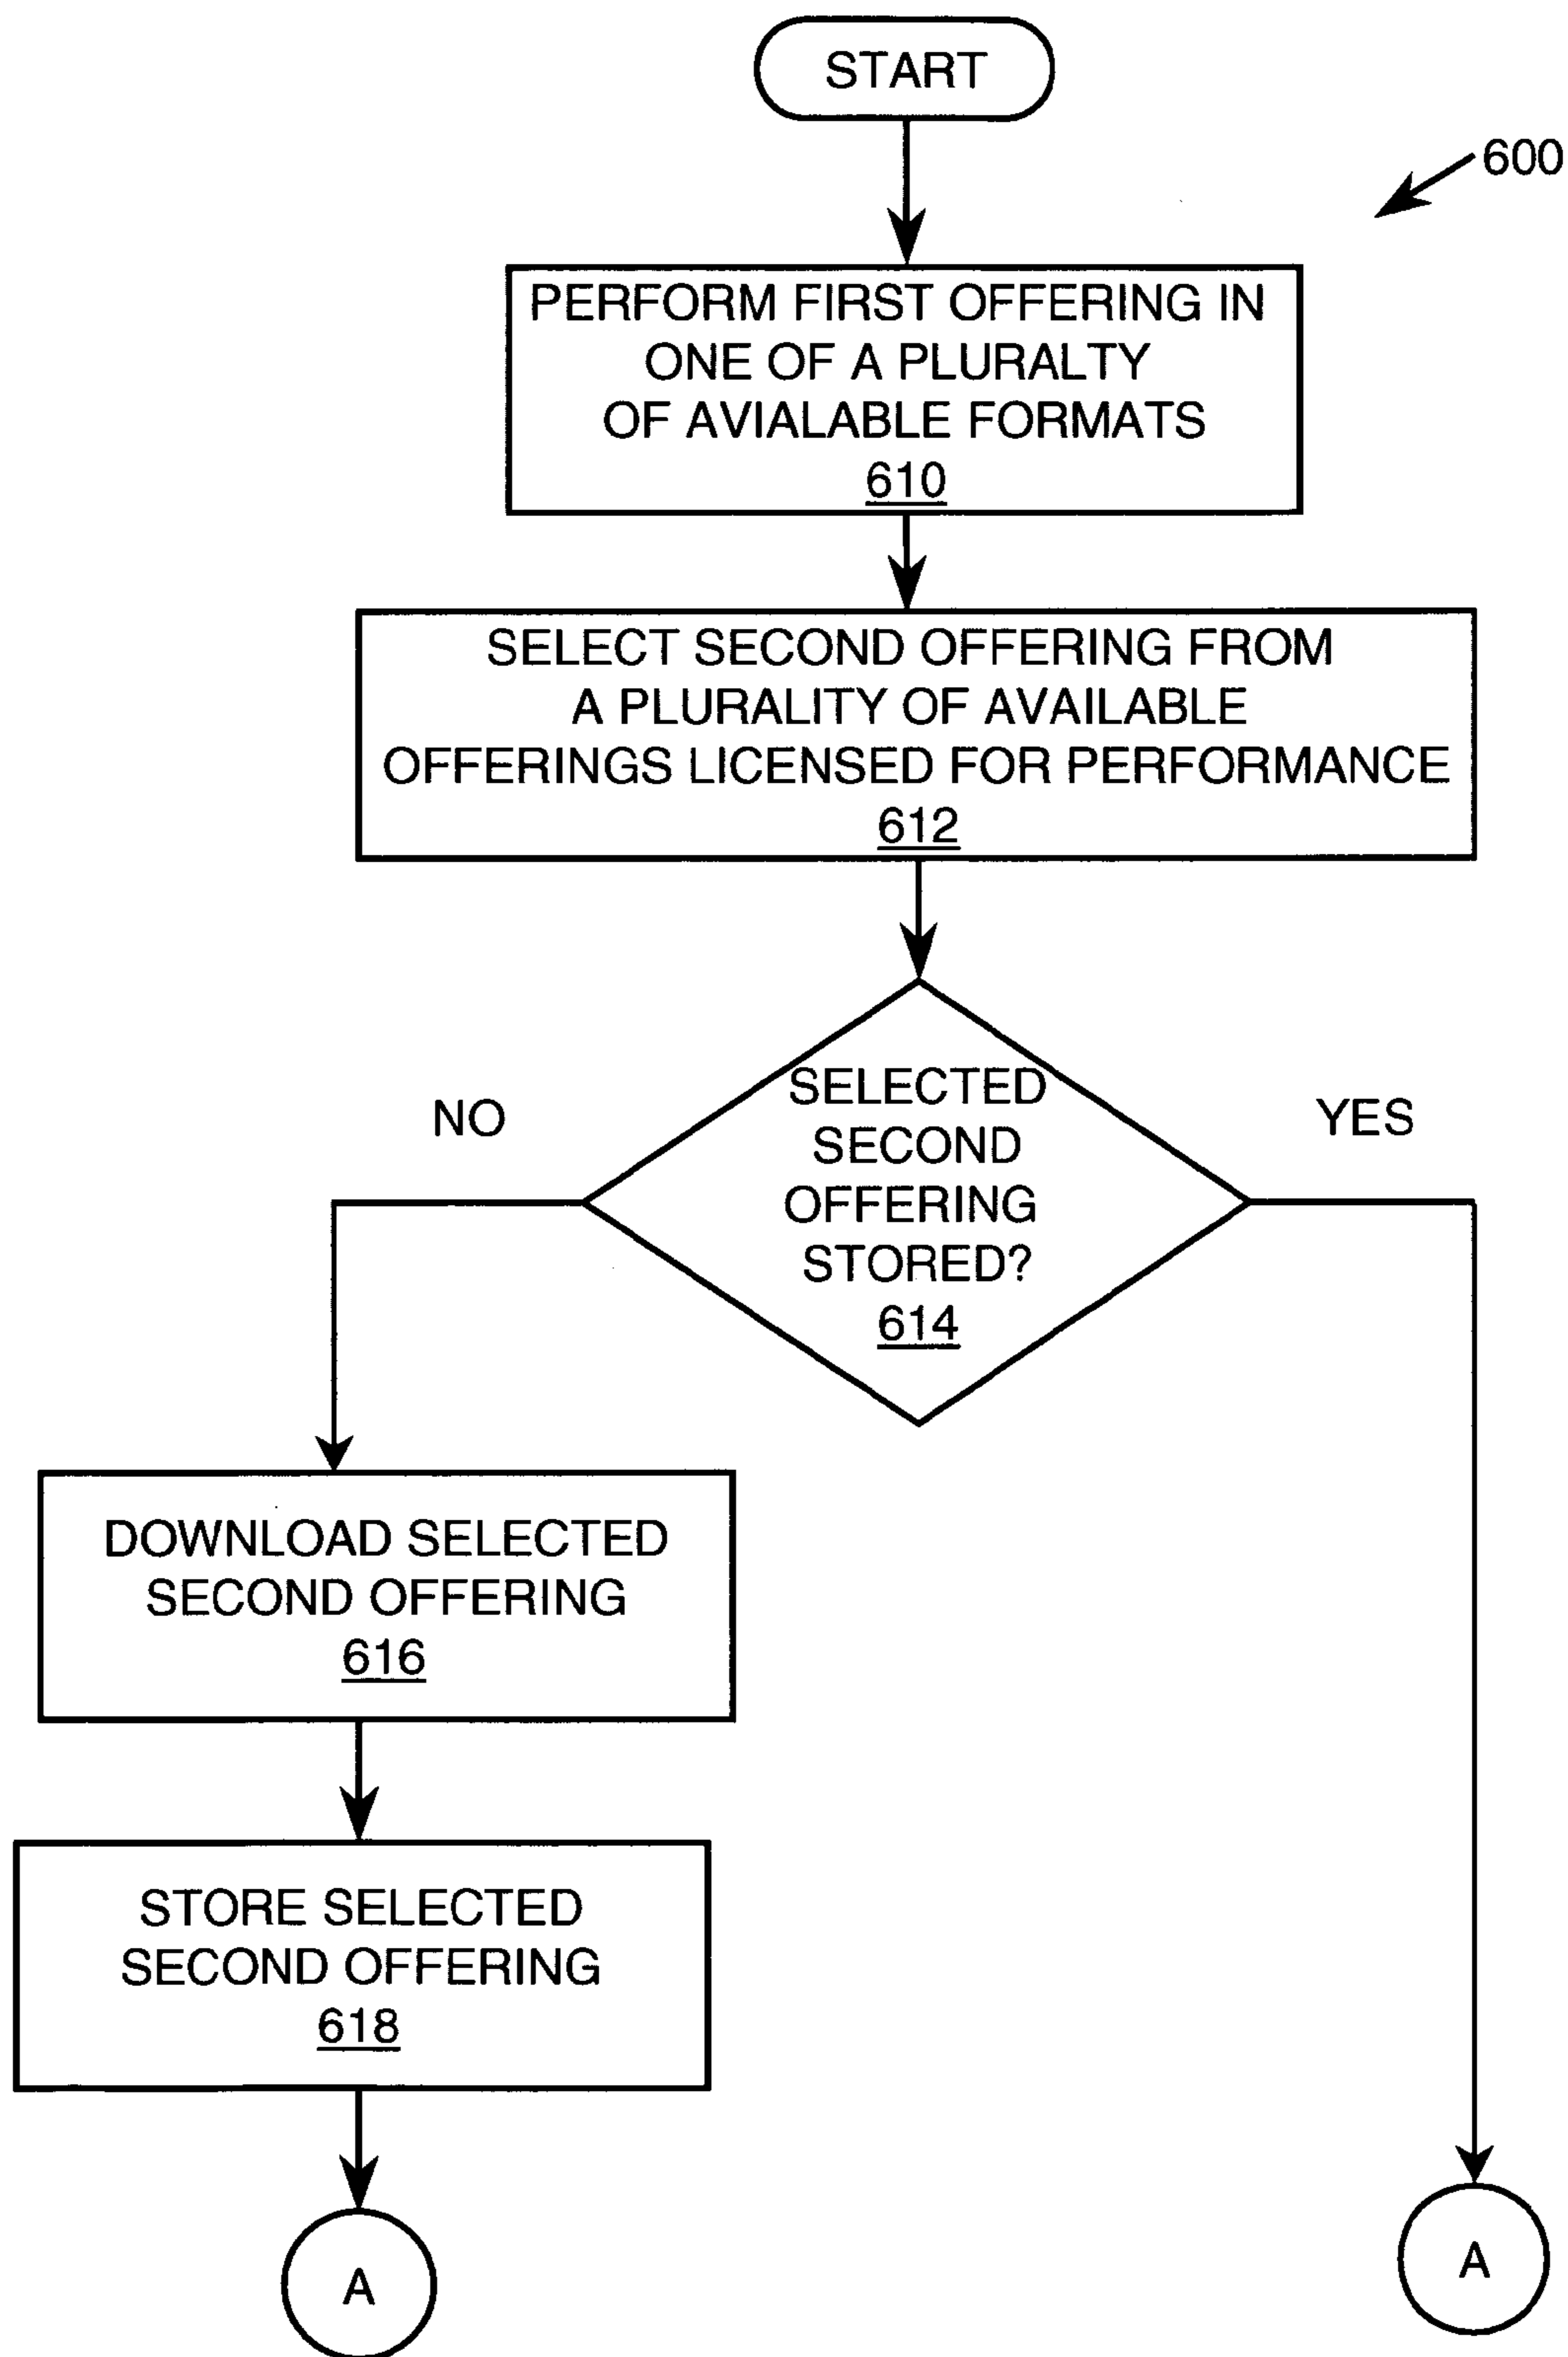 START
600
PERFORM FIRST OFFERING IN
ONE OF A PLURALTY
OF AVIALABLE FORMATS
610
SELECT SECOND OFFERING FROM
A PLURALITY OF AVAILABLE
OFFERINGS LICENSED FOR PERFORMANCE
612
NO
YES
SELECTED
SECOND
OFFERING
STORED?
614
DOWNLOAD SELECTED
SECOND OFFERING
616
STORE SELECTED
SECOND OFFERING
618
A
A